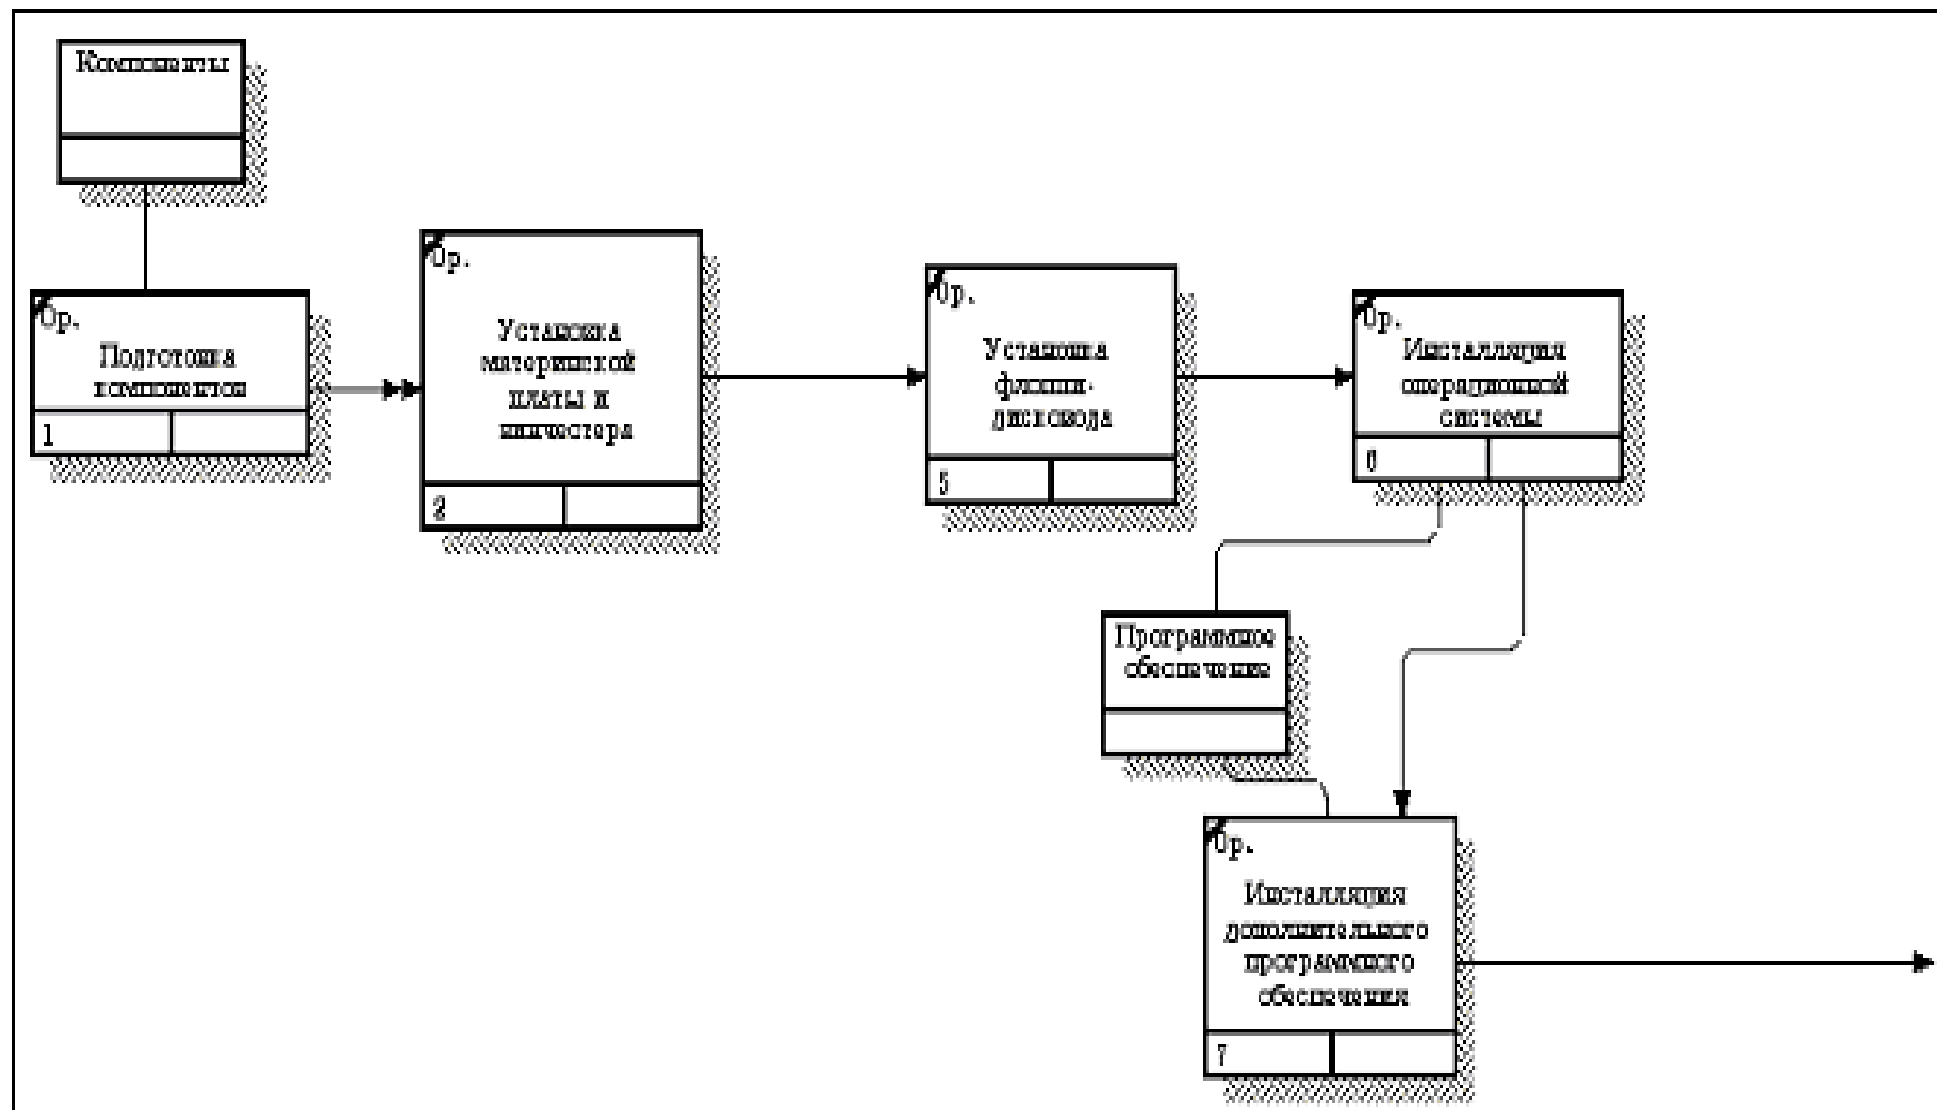 Компоненты
0р.
Подготовка
компонентов
1
0р.
Установка
материнской
платы и
винчестера
2
0р.
Установка
флоппи-
дисковода
5
0р.
Инсталляция
операционной
системы
6
Программное
обеспечение
0р.
Инсталляция
дополнительного
программного
обеспечения
7